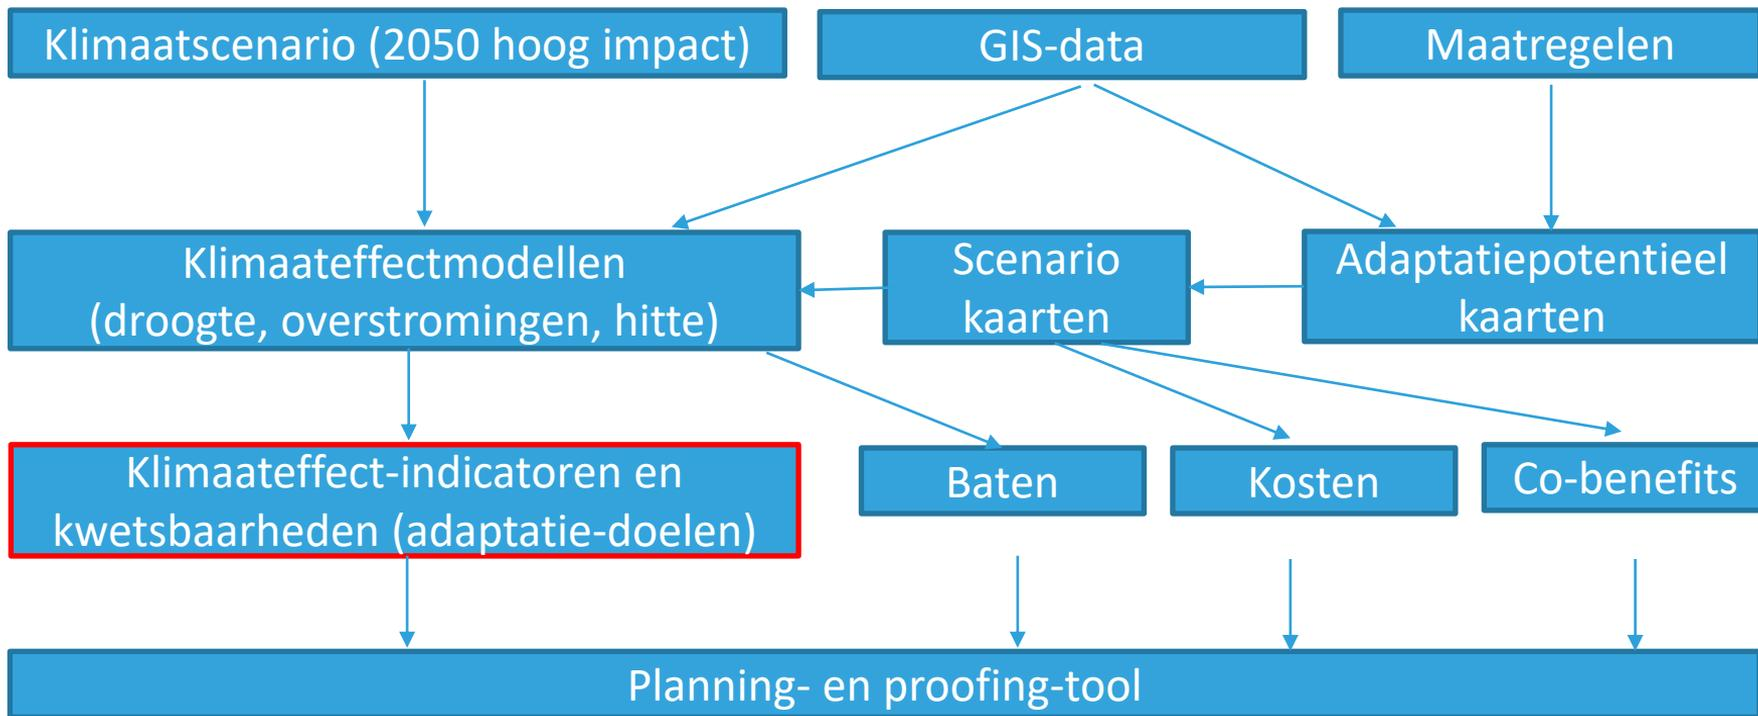 Klimaatscenario (2050 hoog impact)
GIS-data
Maatregelen
Klimaateffectmodellen
(droogte, overstromingen, hitte)
Scenario
kaarten
Adaptatiepotentieel
kaarten
Klimaateffect-indicatoren en
kwetsbaarheden (adaptatie-doelen)
Baten
Kosten
Co-benefits
Planning- en proofing-tool